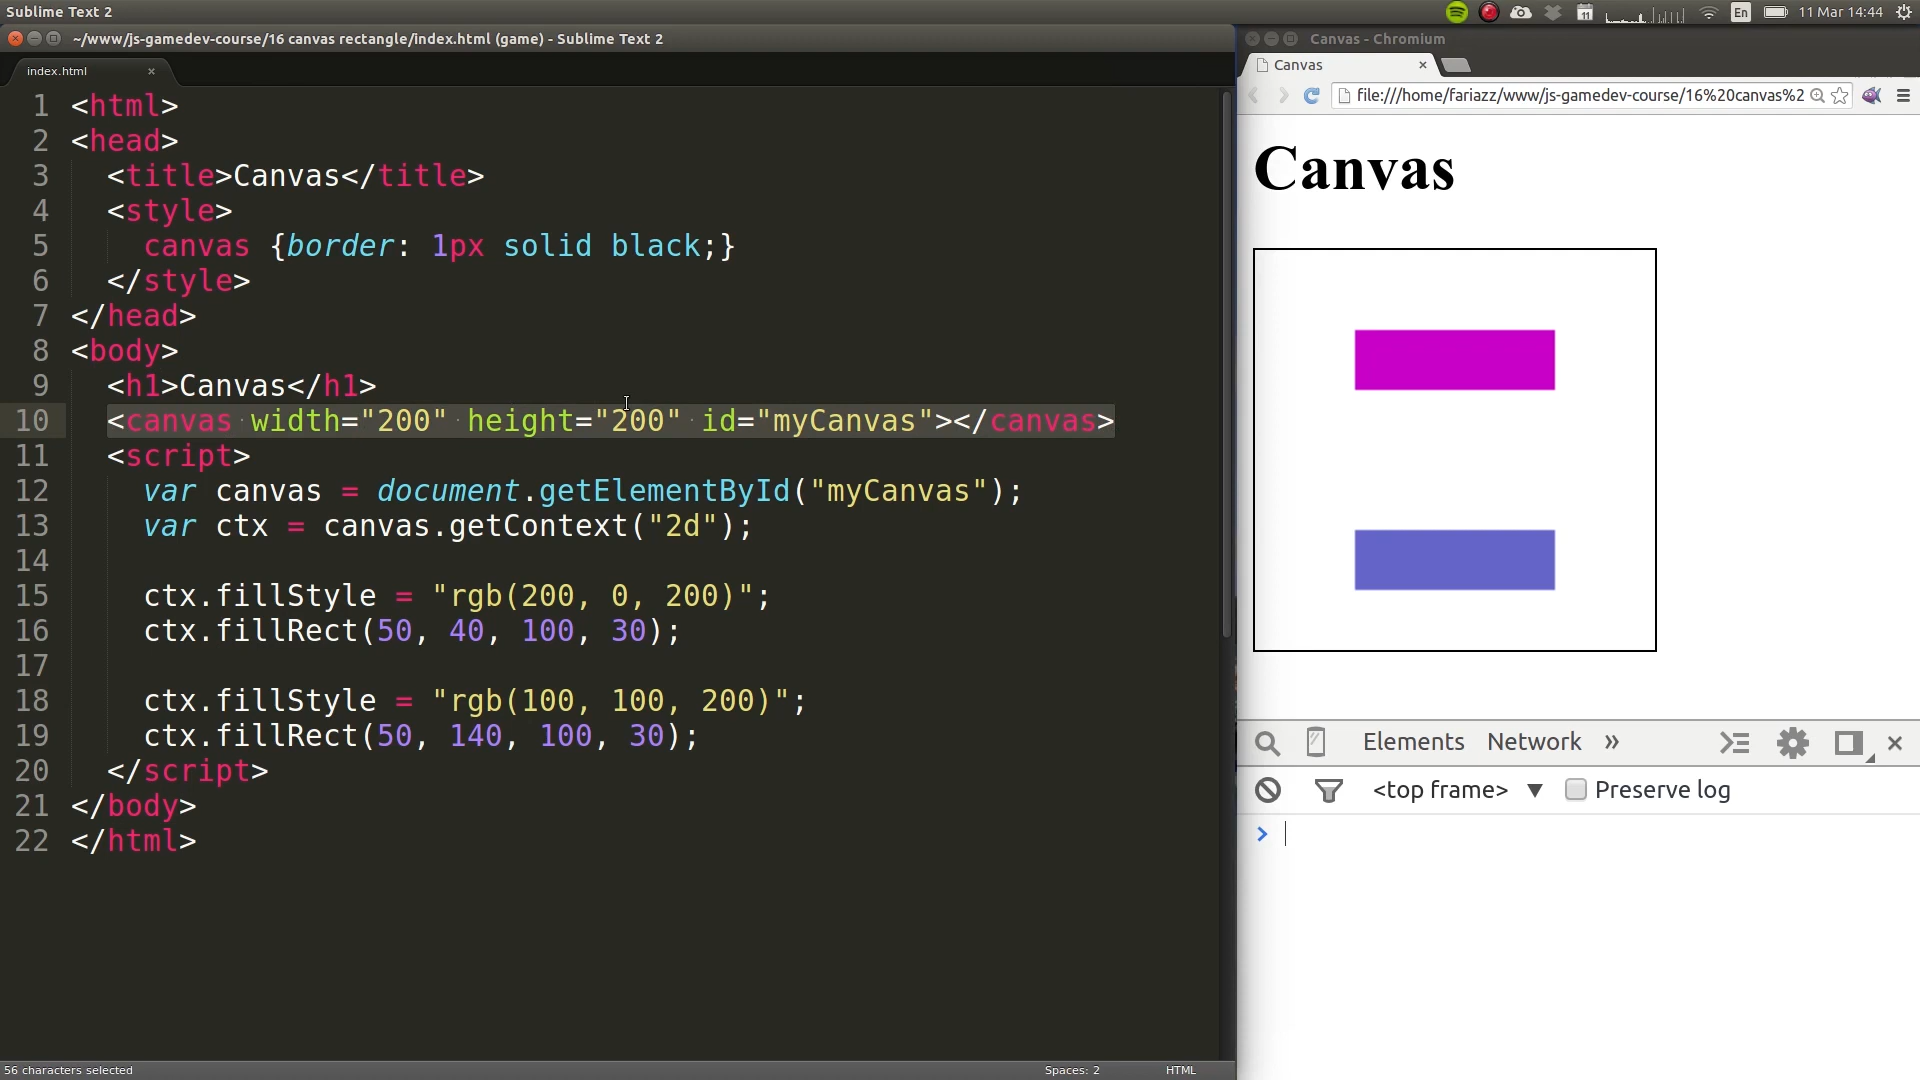 Sublime Text 2
En
11 Mar 14:44
11
~/www/js-gamedev-course/16 canvas rectangle/index.html (game) - Sublime Text 2
index.html
1 <html>
2 <head>
3 <title>Canvas</title>
4 <style>
5 canvas {border: 1px solid black;}
6 </style>
7 </head>
8 <body>
9 <h1>Canvas</h1>
10 <canvas width="200" height="200" id="myCanvas"></canvas>
11 <script>
12 var canvas = document.getElementById("myCanvas");
13 var ctx = canvas.getContext("2d");
14
15 ctx.fillStyle = "rgb(200, 0, 200)";
16 ctx.fillRect(50, 40, 100, 30);
17
18 ctx.fillStyle = "rgb(100, 100, 200)";
19 ctx.fillRect(50, 140, 100, 30);
20 </script>
21 </body>
22 </html>
56 characters selected
Spaces: 2
HTML
Canvas - Chromium
Canvas
file:///home/fariazz/www/js-gamedev-course/16%20canvas%2
Canvas
Elements Network »
<top frame> ▼ Preserve log
>